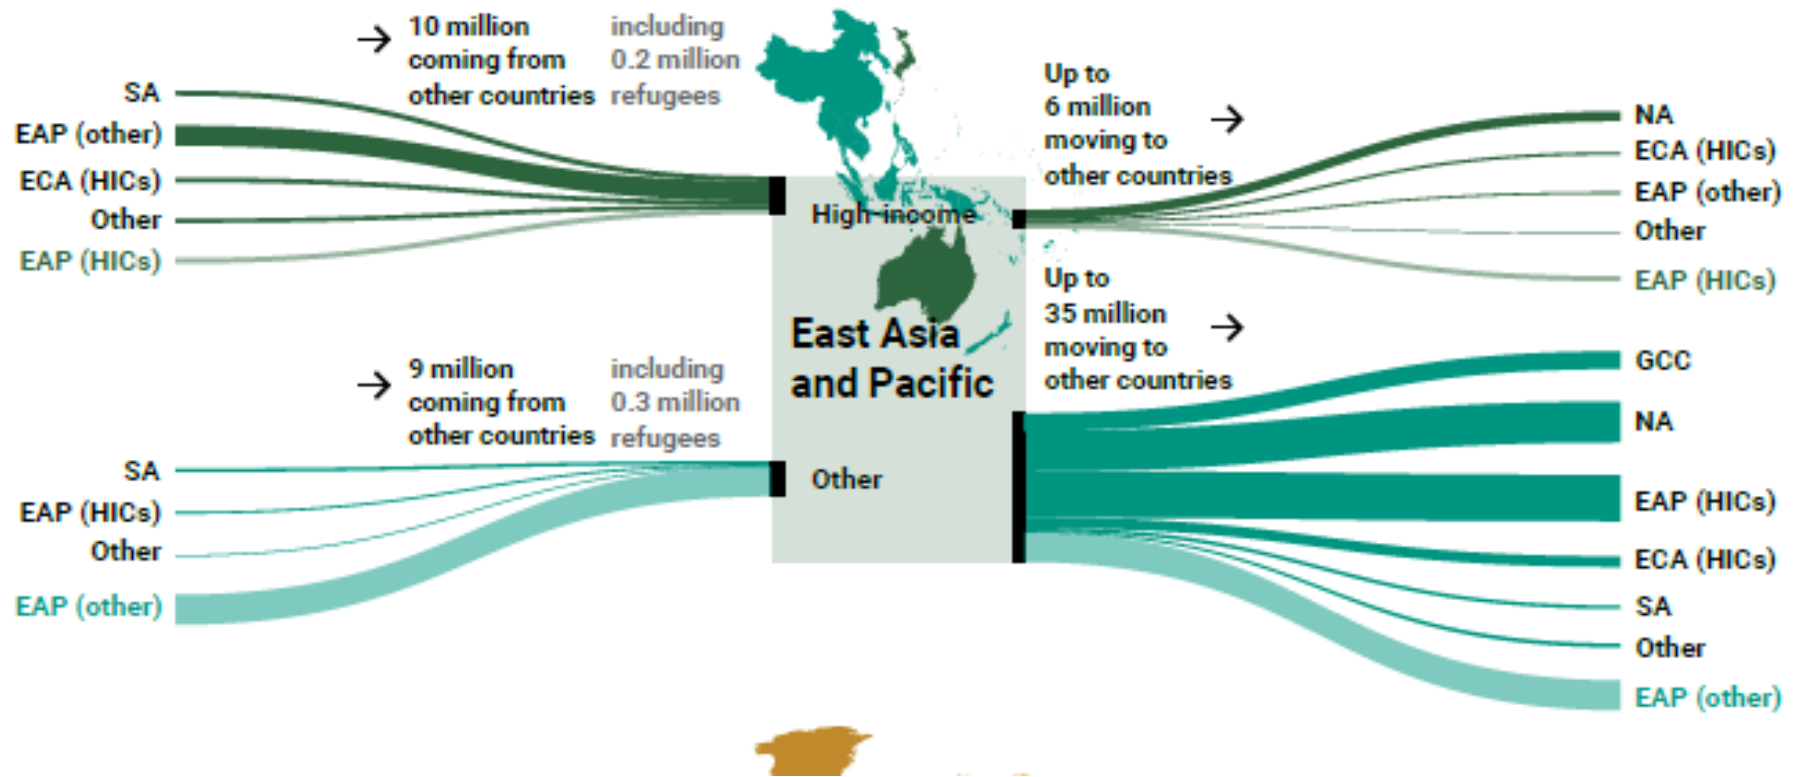 10 million
coming from
other countries
including
0.2 million
refugees
SA
EAP (other)
ECA (HICs)
Other
EAP (HICs)
Up to
6 million
moving to
other countries
NA
ECA (HICs)
EAP (other)
Other
EAP (HICs)
High-income
East Asia
and Pacific
Other
9 million
coming from
other countries
including
0.3 million
refugees
SA
EAP (HICs)
Other
EAP (other)
Up to
35 million
moving to
other countries
GCC
NA
EAP (HICs)
ECA (HICs)
SA
Other
EAP (other)